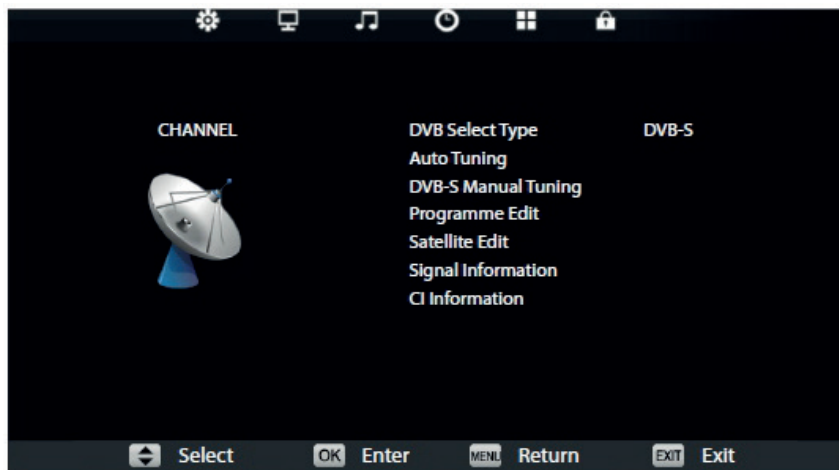 CHANNEL
DVB Select Type DVB-S
Auto Tuning
DVB-S Manual Tuning
Programme Edit
Satellite Edit
Signal Information
CI Information
Select OK Enter MENU Return EXIT Exit